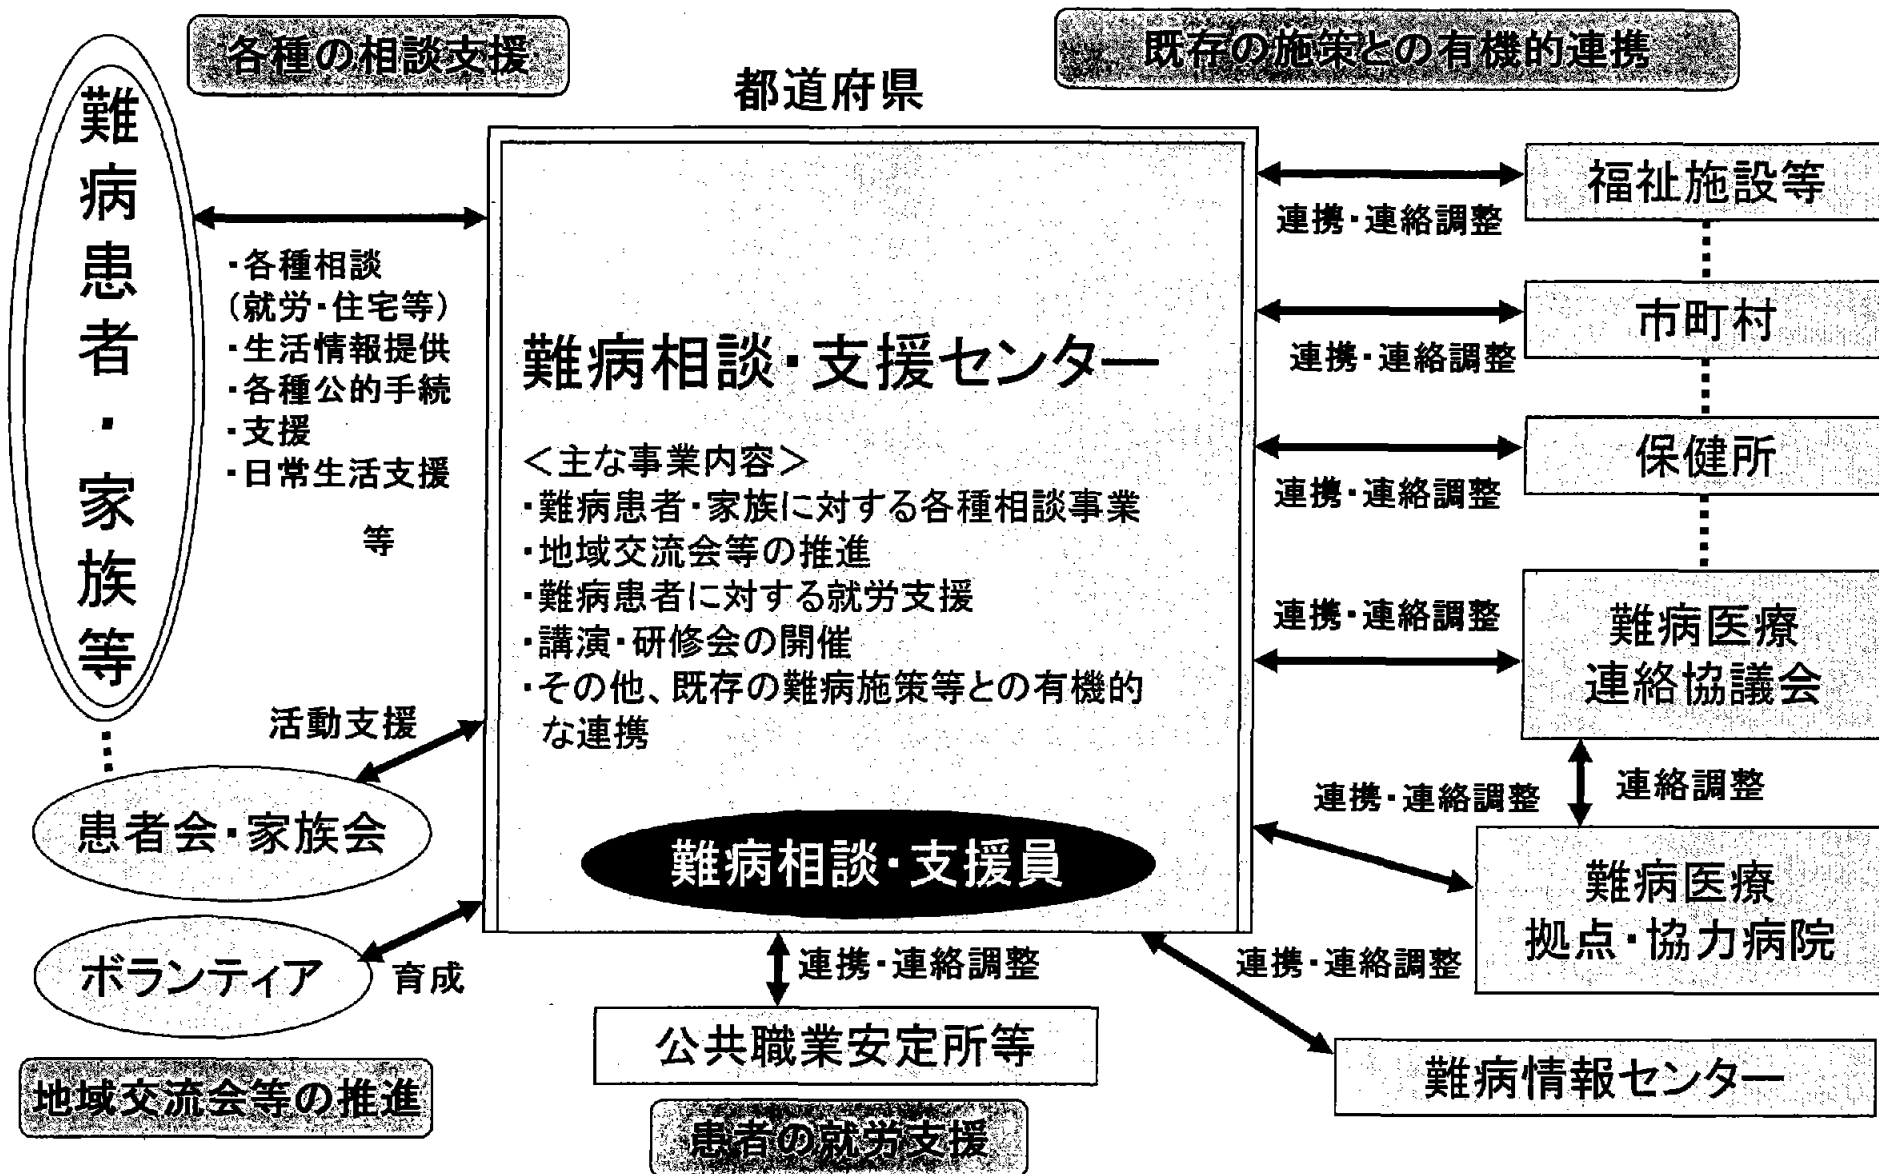 各種の相談支援
既存の施策との有機的連携
都道府県
難病患者・家族等
・各種相談
(就労・住宅等)
・生活情報提供
・各種公的手続
・支援
・日常生活支援
等
難病相談・支援センター
＜主な事業内容＞
・難病患者・家族に対する各種相談事業
・地域交流会等の推進
・難病患者に対する就労支援
・講演・研修会の開催
・その他、既存の難病施策等との有機的
な連携
難病相談・支援員
福祉施設等
連携・連絡調整
市町村
連携・連絡調整
保健所
連携・連絡調整
連携・連絡調整
難病医療
連絡協議会
連携・連絡調整
連絡調整
難病医療
拠点・協力病院
連携・連絡調整
難病情報センター
活動支援
患者会・家族会
ボランティア
育成
地域交流会等の推進
連携・連絡調整
公共職業安定所等
患者の就労支援